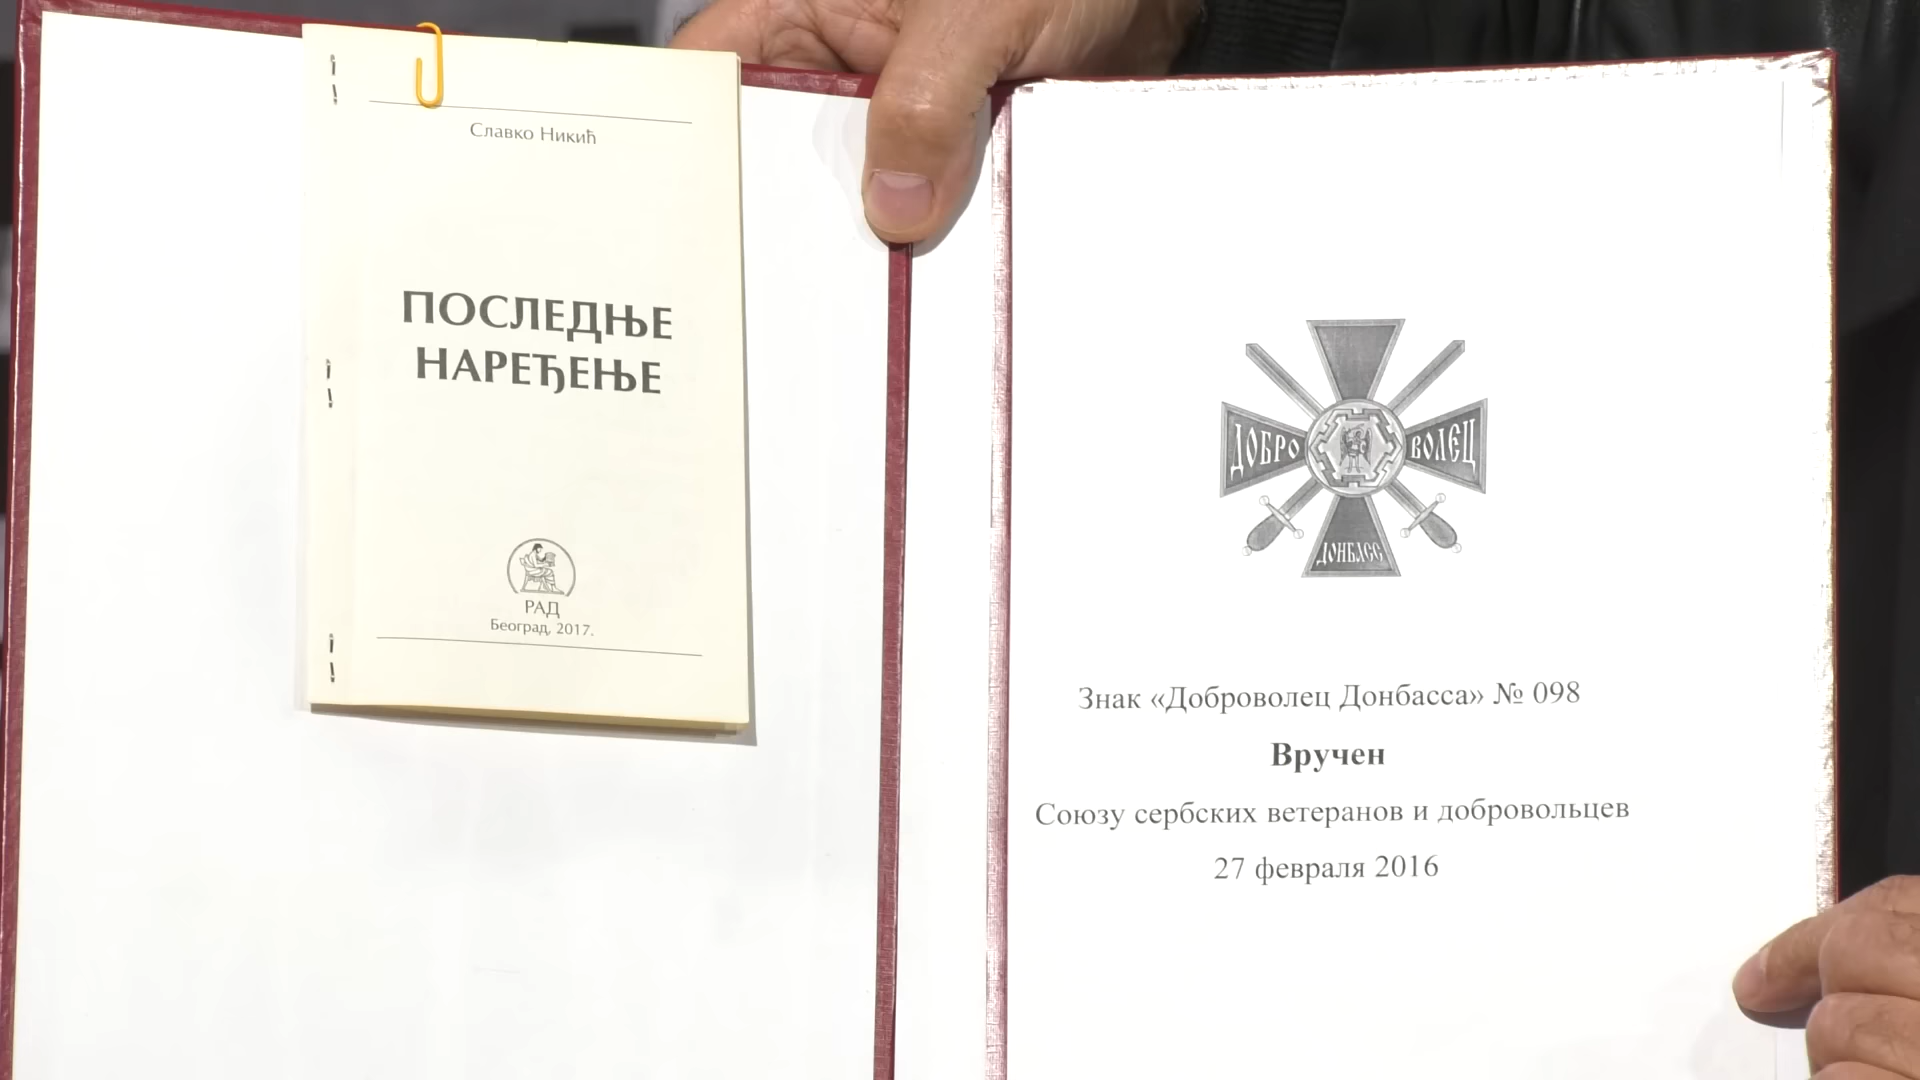 Славко Никић
ПОСЛЕДЊЕ
НАРЕЂЕЊЕ
РАД
Београд, 2017.
ДОБРО ВОЛЕЦ
ДОНБАСС
Знак «Доброволец Донбасса» № 098
Вручен
Союзу сербских ветеранов и добровольцев
27 февраля 2016